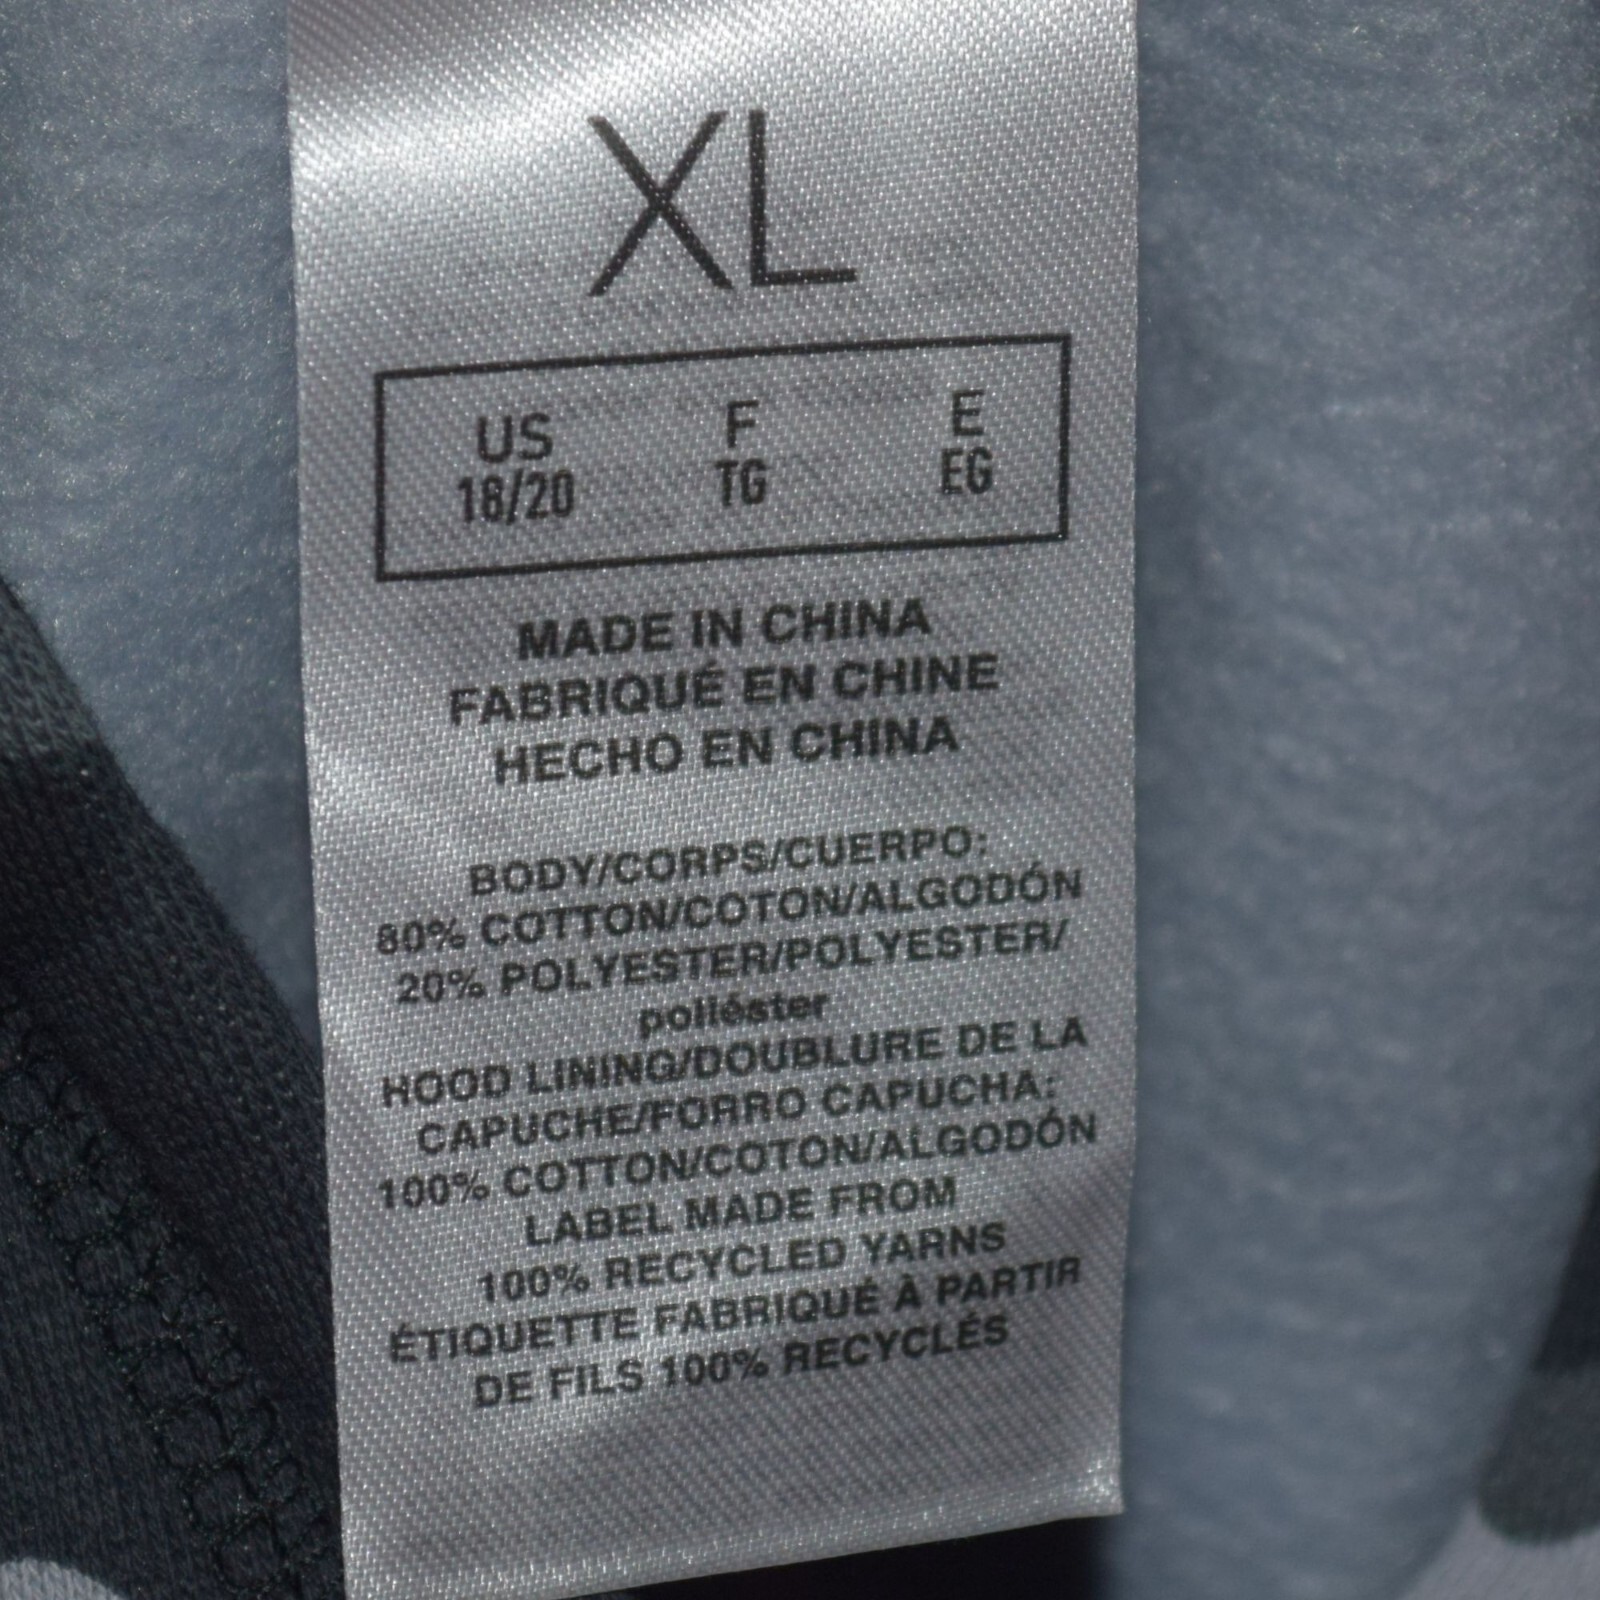 XL
US F E
18/20 TG EG
MADE IN CHINA
FABRIQUÉ EN CHINE
HECHO EN CHINA
BODY/CORPS/CUERPO:
80% COTTON/COTON/ALGODÓN
20% POLYESTER/POLYESTER/
poliéster
HOOD LINING/DOUBLURE DE LA
CAPUCHE/FORRO CAPUCHA:
100% COTTON/COTON/ALGODÓN
LABEL MADE FROM
100% RECYCLED YARNS
ÉTIQUETTE FABRIQUÉ À PARTIR
DE FILS 100% RECYCLÉS